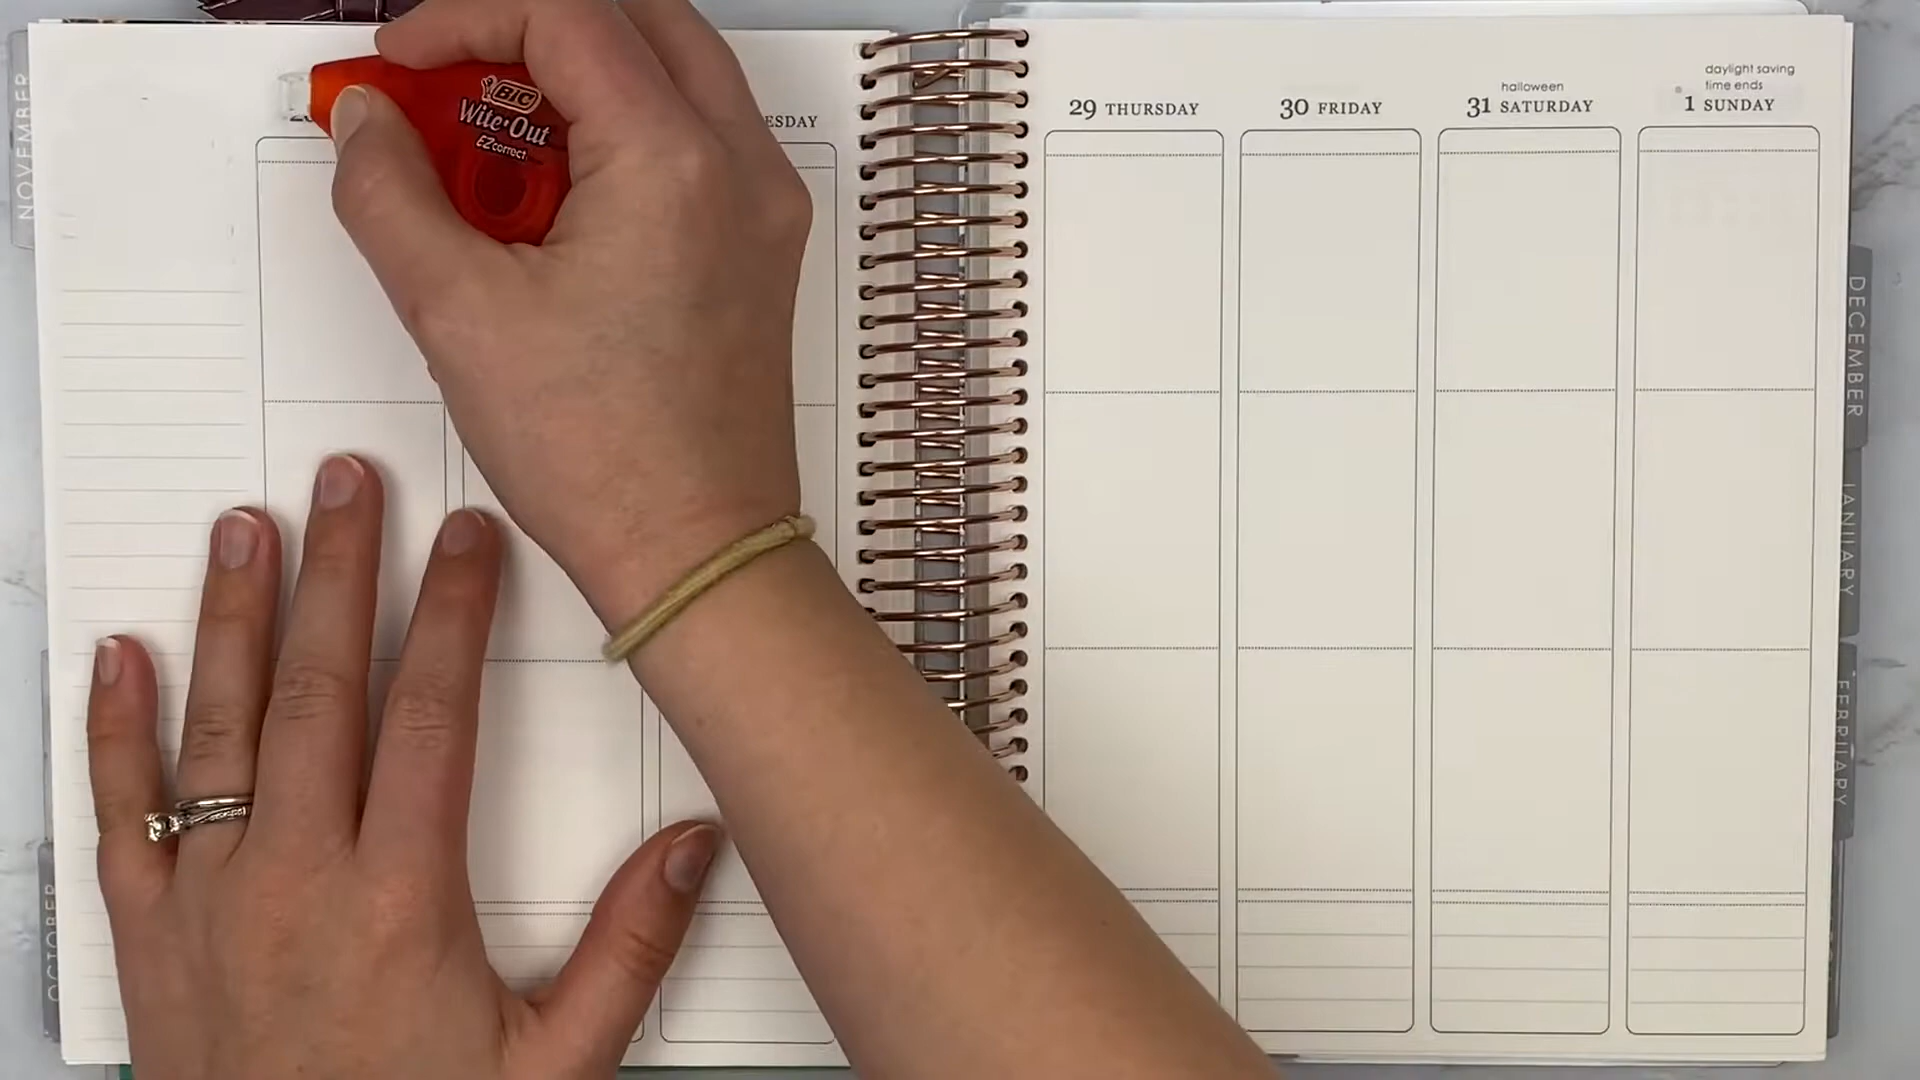 NOVEMBER
BIC
Wite·Out
EZcorrect
ESDAY
29 THURSDAY
30 FRIDAY
halloween
31 SATURDAY
daylight saving
time ends
1 SUNDAY
DECEMBER
JANUARY
FEBRUARY
OCTOBER